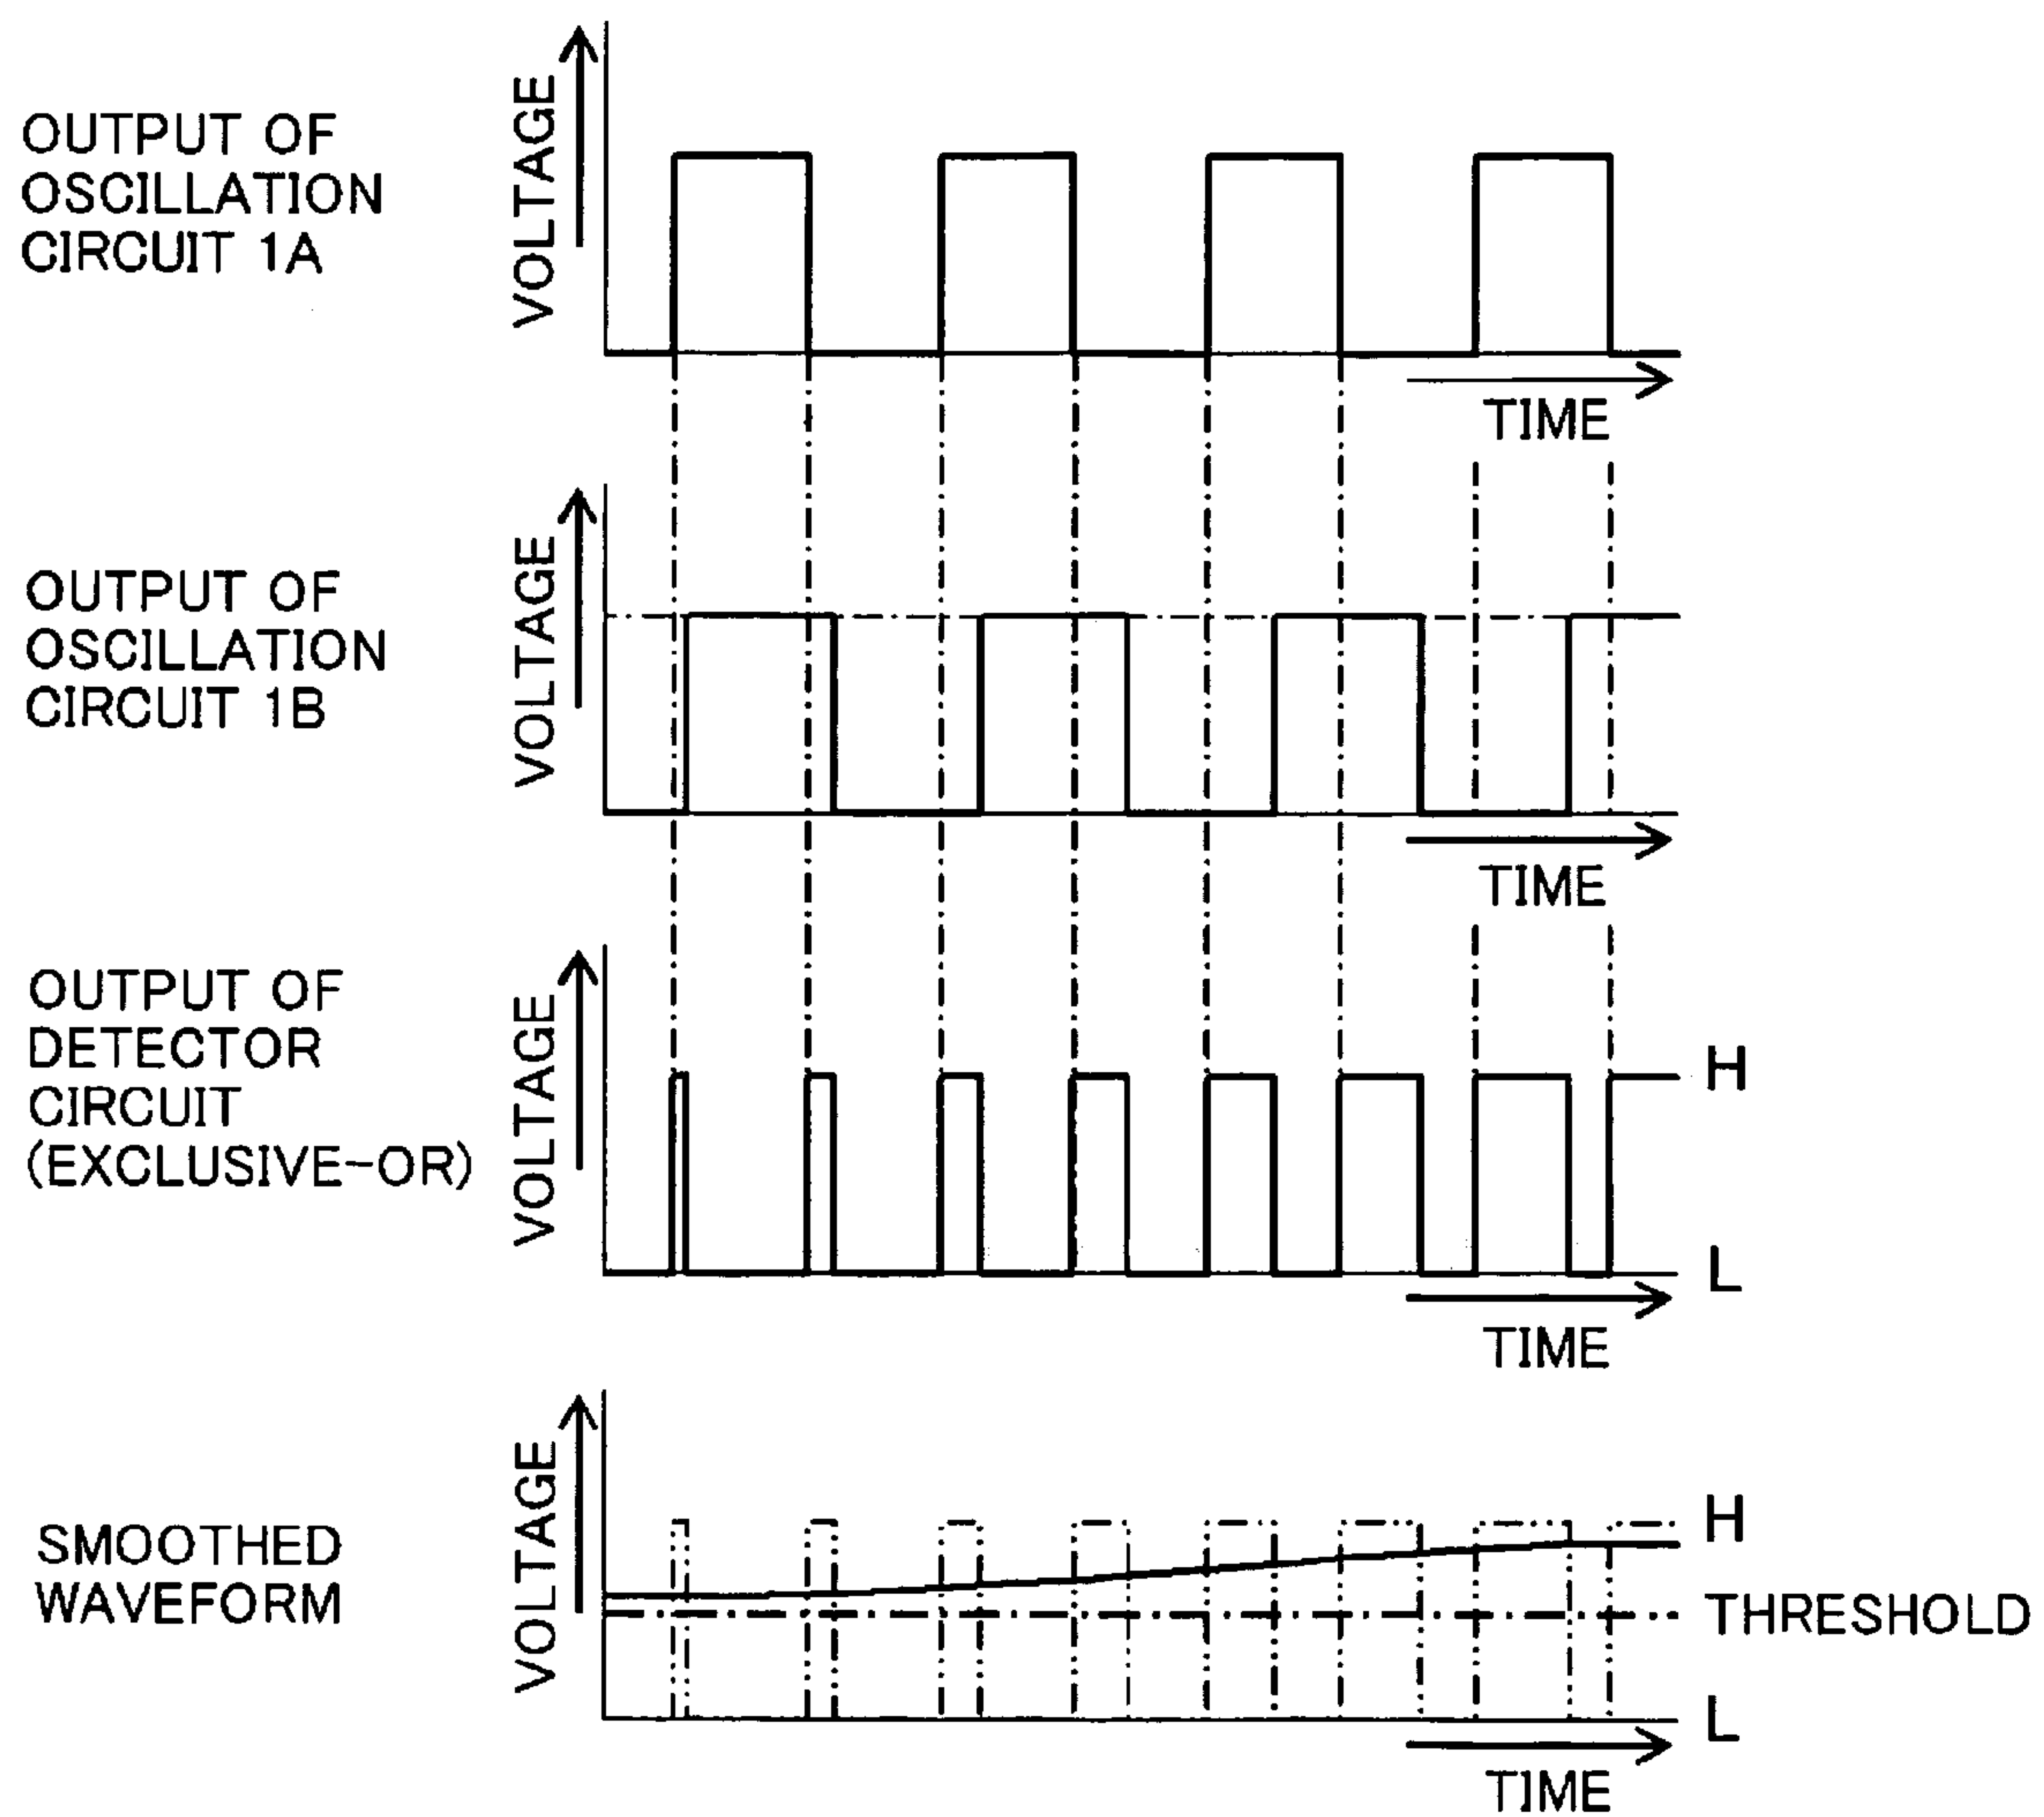 OUTPUT OF
OSCILLATION
CIRCUIT 1A
VOLTAGE
TIME
OUTPUT OF
OSCILLATION
CIRCUIT 1B
VOLTAGE
TIME
OUTPUT OF
DETECTOR
CIRCUIT
(EXCLUSIVE-OR)
VOLTAGE
H
L
TIME
SMOOTHED
WAVEFORM
VOLTAGE
H
THRESHOLD
L
TIME